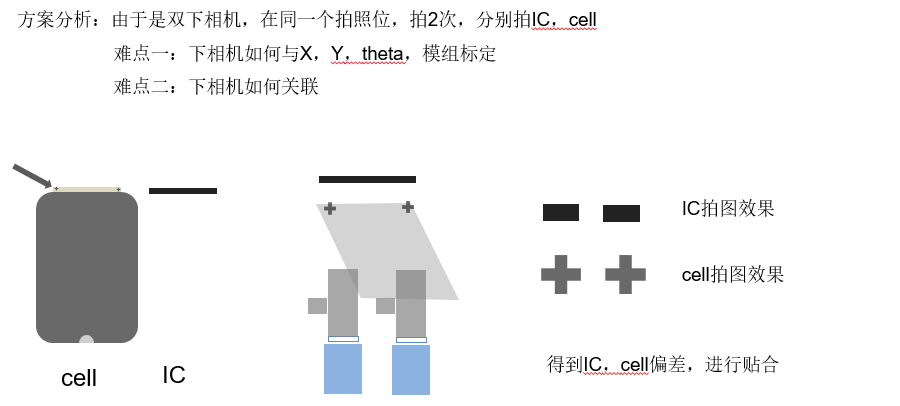 方案分析：由于是双下相机，在同一个拍照位，拍2次，分别拍IC，cell
难点一：下相机如何与X，Y，theta，模组标定
难点二：下相机如何关联
IC拍图效果
cell拍图效果
得到IC，cell偏差，进行贴合
cell
IC